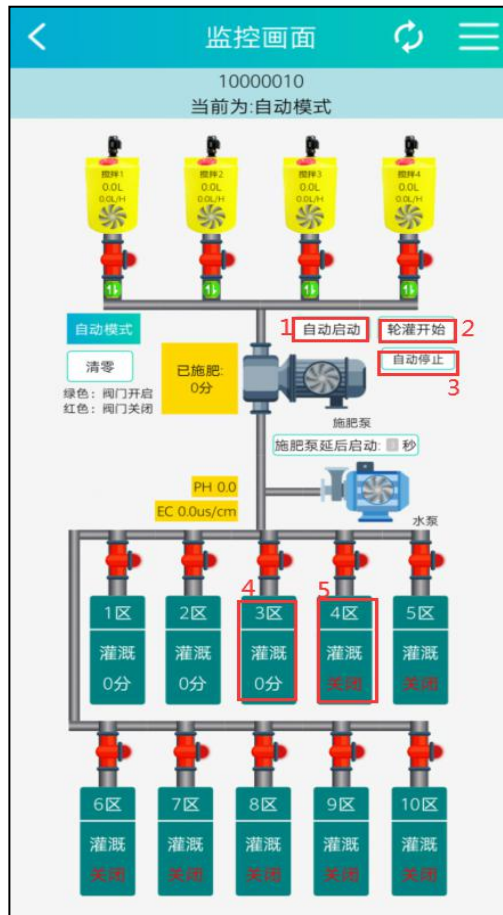 监控画面
10000010
当前为:自动模式
搅拌1 搅拌2 搅拌3 搅拌4
0.0L 0.0L 0.0L 0.0L
0.0L/H 0.0L/H 0.0L/H 0.0L/H
自动模式
1 自动启动 轮灌开始 2
清零
自动停止
3
已施肥:
0分
绿色：阀门开启
红色：阀门关闭
施肥泵
施肥泵延后启动: 秒
PH 0.0
EC 0.0us/cm
水泵
4 5
1区 2区 3区 4区 5区
灌溉 灌溉 灌溉 灌溉 灌溉
0分 0分 0分 关闭 关闭
6区 7区 8区 9区 10区
灌溉 灌溉 灌溉 灌溉 灌溉
关闭 关闭 关闭 关闭 关闭